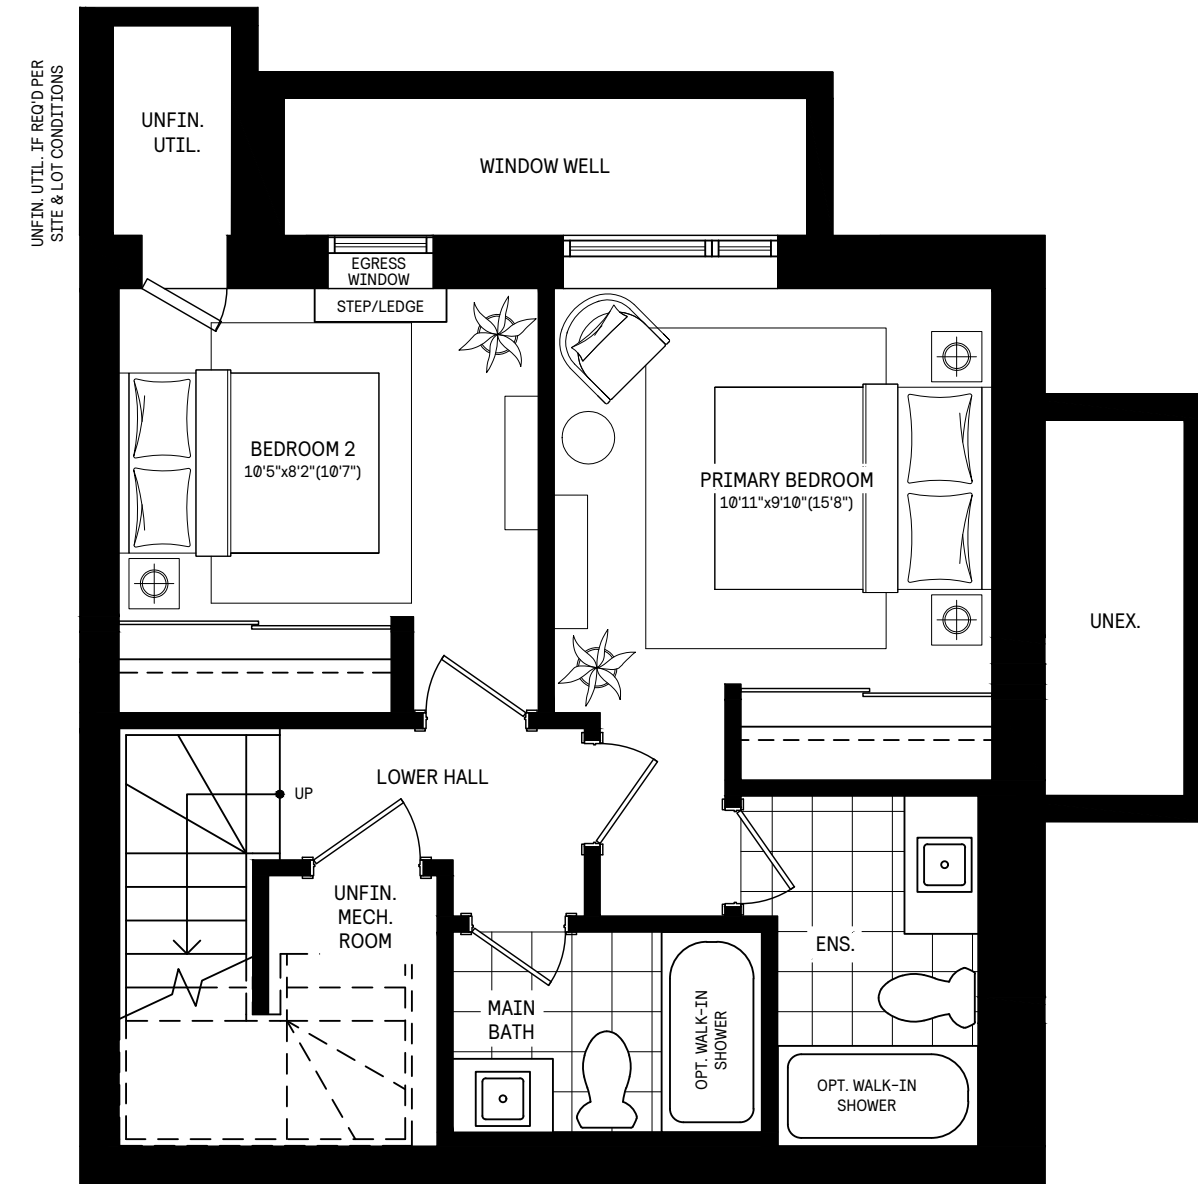 UNFIN. UTIL. IF REQ'D PER
SITE & LOT CONDITIONS
UNFIN.
UTIL.
WINDOW WELL
EGRESS
WINDOW
STEP/LEDGE
BEDROOM 2
10'5"x8'2"(10'7")
PRIMARY BEDROOM
10'11"x9'10"(15'8")
UNEX.
LOWER HALL
UP
UNFIN.
MECH.
ROOM
ENS.
MAIN
BATH
OPT. WALK-IN
SHOWER
OPT. WALK-IN
SHOWER